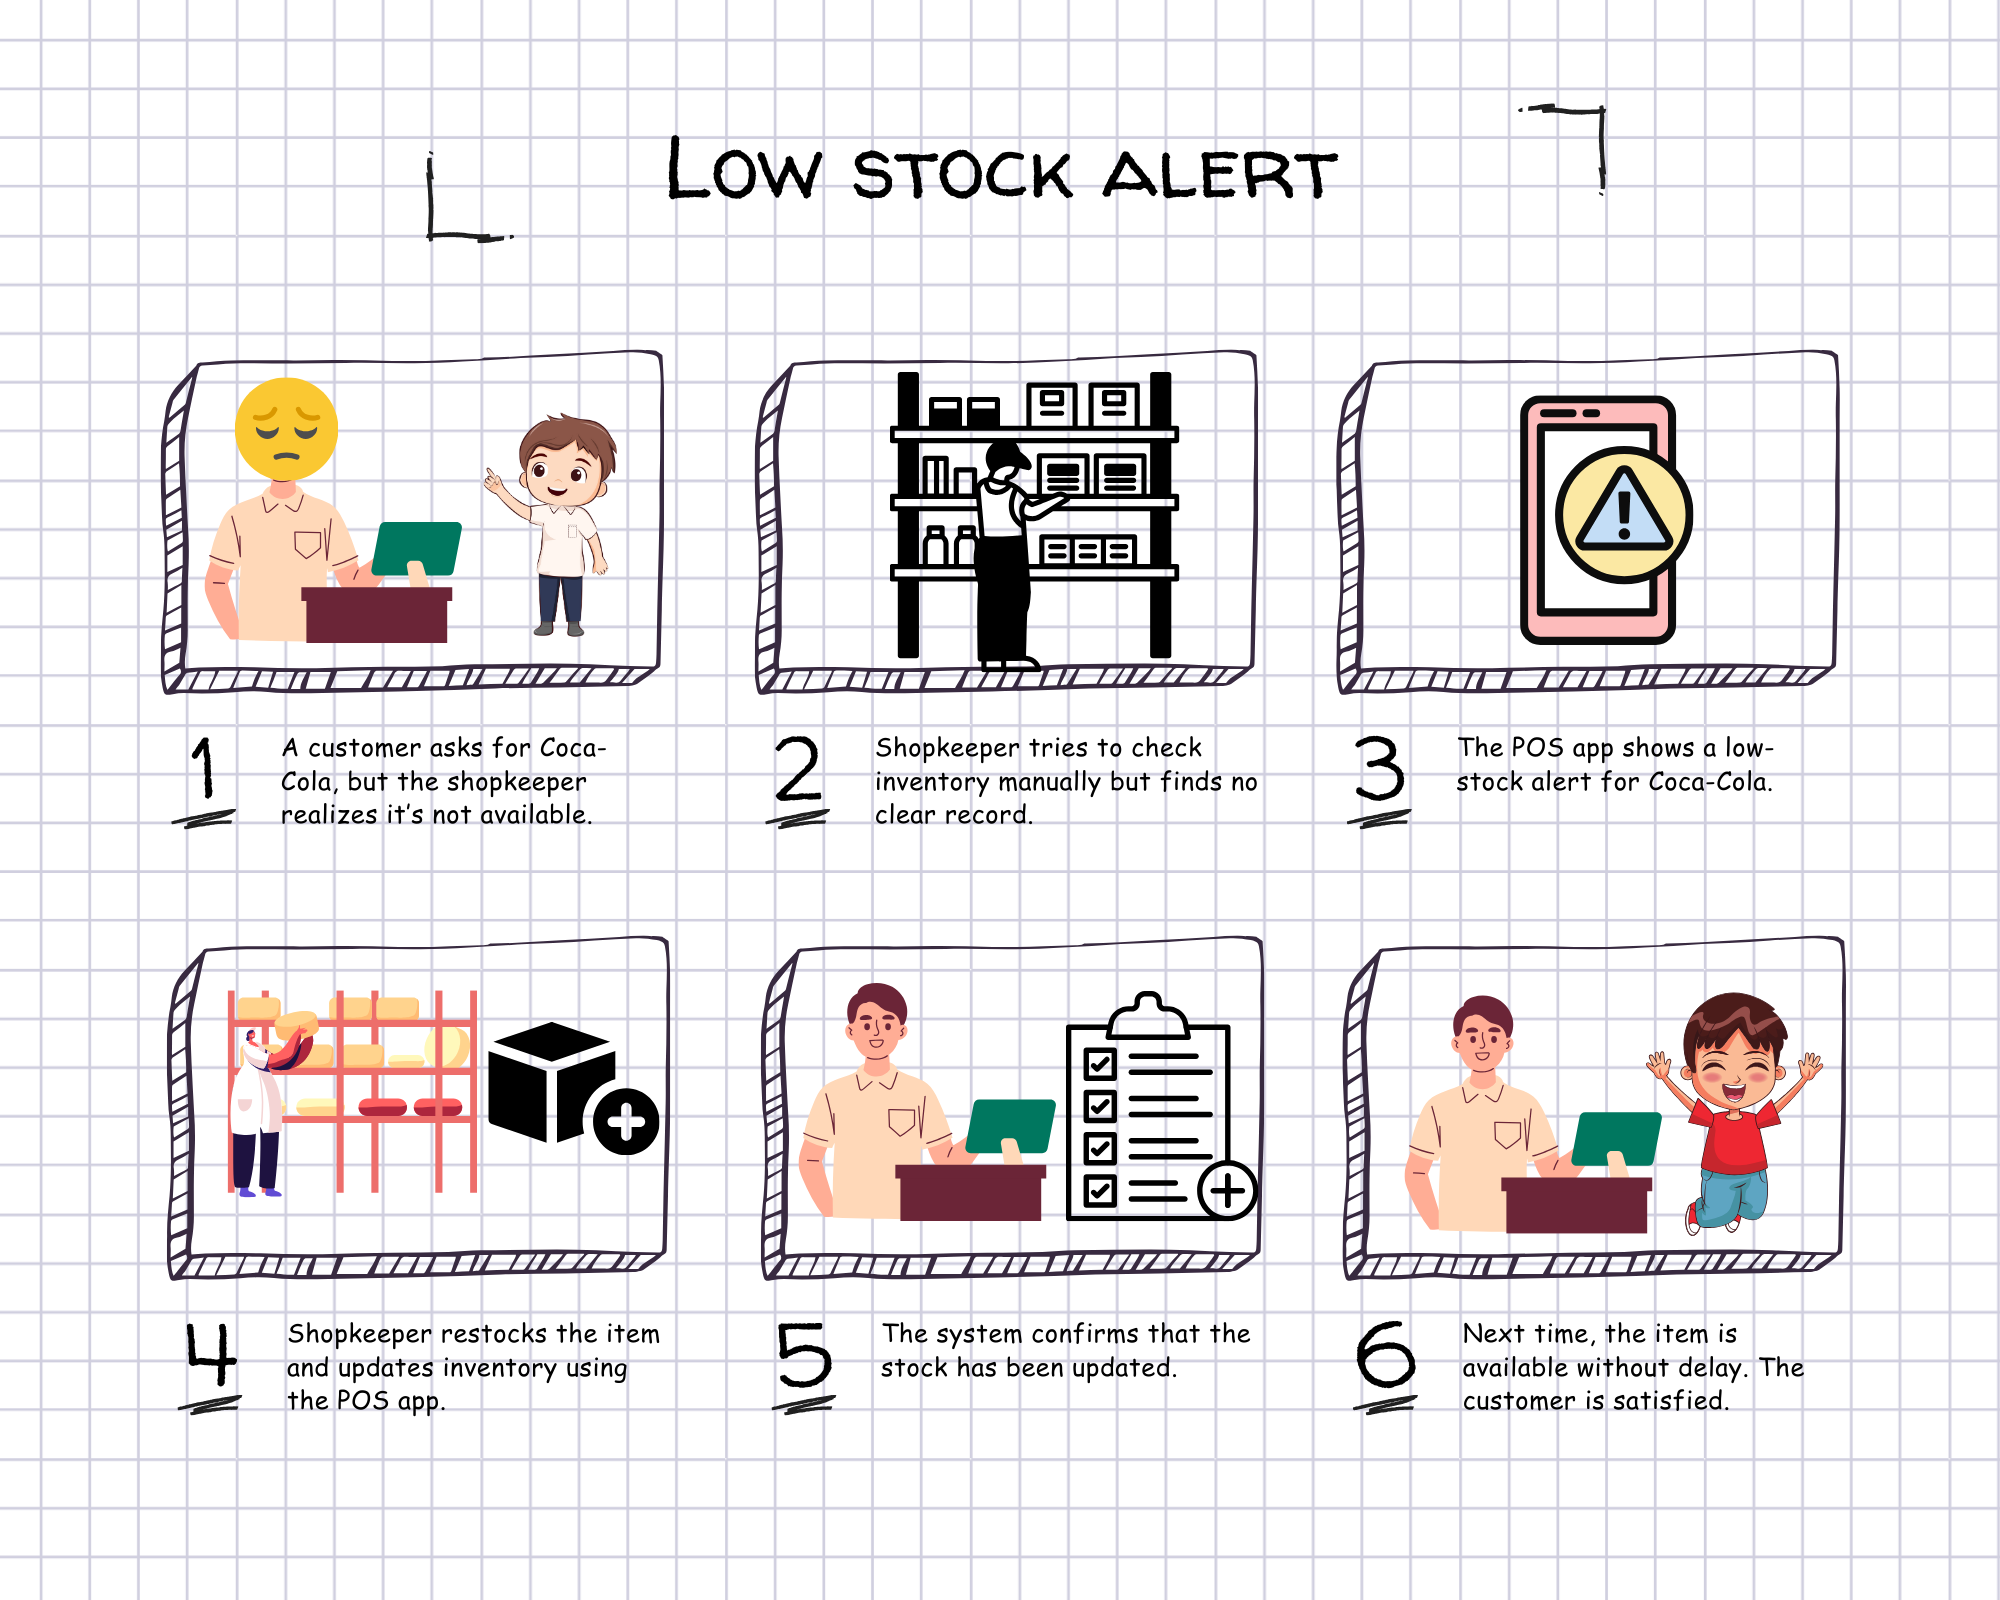 Low stock alert
1
A customer asks for Coca-
Cola, but the shopkeeper
realizes it's not available.
2
Shopkeeper tries to check
inventory manually but finds no
clear record.
3
The POS app shows a low-
stock alert for Coca-Cola.
4
Shopkeeper restocks the item
and updates inventory using
the POS app.
5
The system confirms that the
stock has been updated.
6
Next time, the item is
available without delay. The
customer is satisfied.